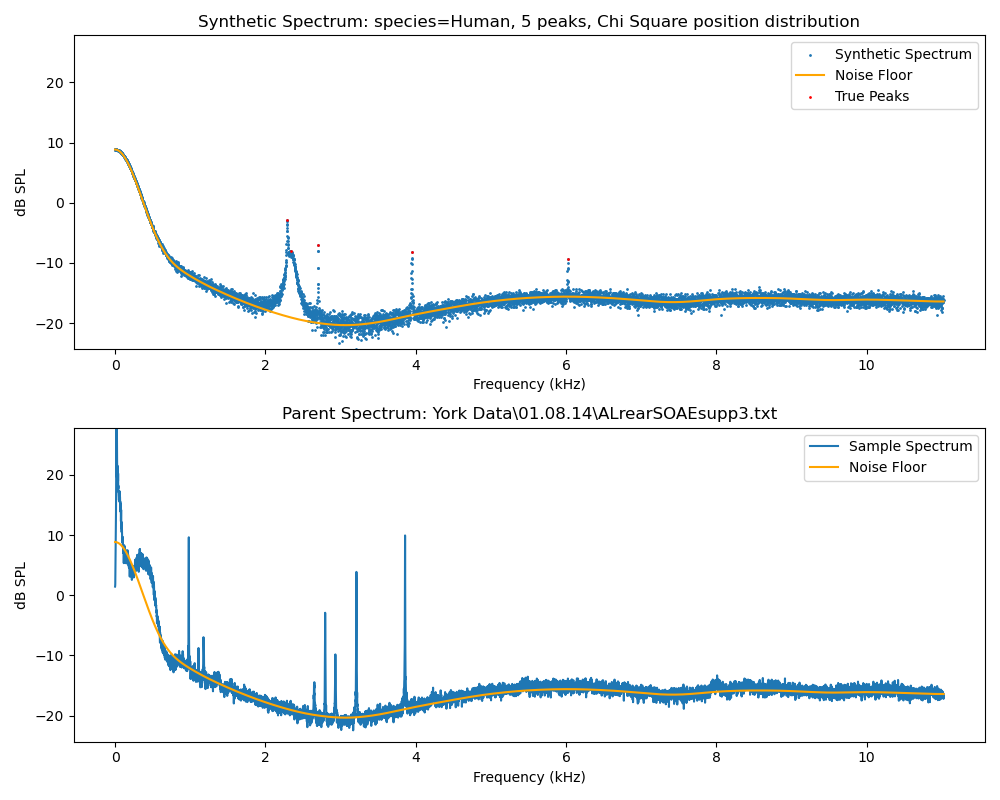 Synthetic Spectrum: species=Human, 5 peaks, Chi Square position distribution
dB SPL
20
10
0
−10
−20
Synthetic Spectrum
Noise Floor
True Peaks
0 2 4 6 8 10
Frequency (kHz)
Parent Spectrum: York Data\01.08.14\ALrearSOAEsupp3.txt
dB SPL
20
10
0
−10
−20
Sample Spectrum
Noise Floor
0 2 4 6 8 10
Frequency (kHz)